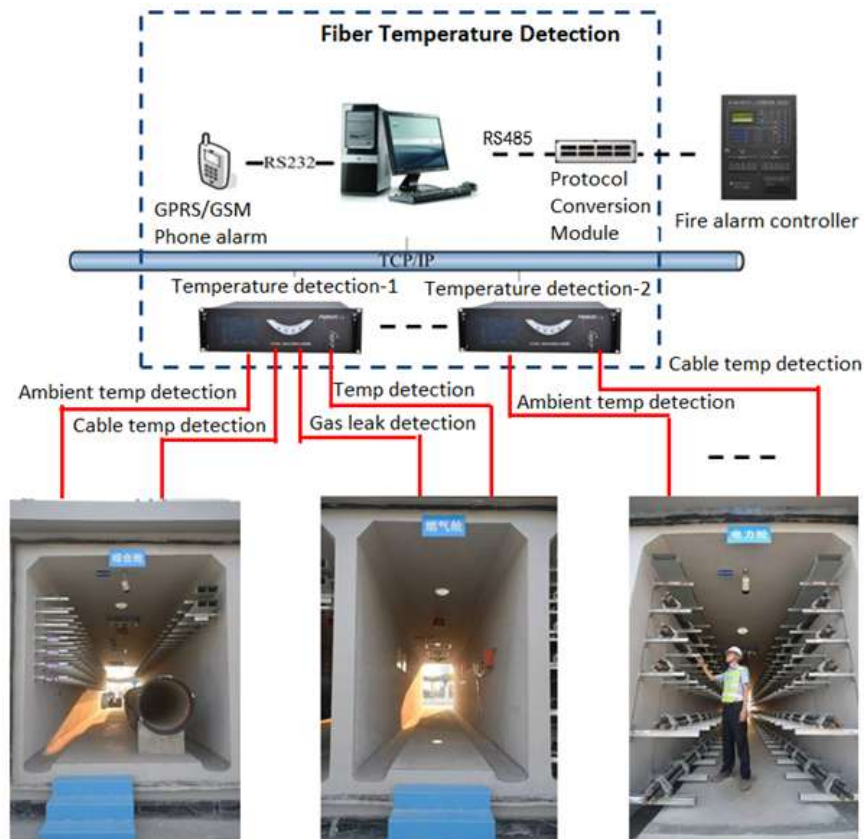 Fiber Temperature Detection
RS232
RS485
GPRS/GSM
Phone alarm
Protocol
Conversion
Module
Fire alarm controller
TCP/IP
Temperature detection-1
Temperature detection-2
Ambient temp detection
Cable temp detection
Gas leak detection
Temp detection
Ambient temp detection
Cable temp detection
综合舱
燃气舱
电力舱